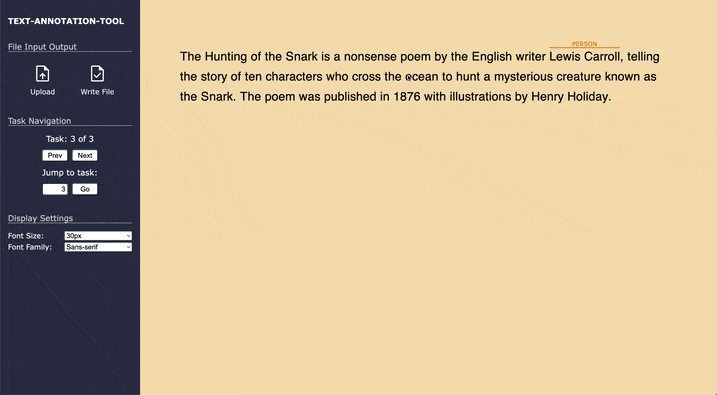 TEXT-ANNOTATION-TOOL
File Input Output
Upload Write File
Task Navigation
Task: 3 of 3
Prev Next
Jump to task:
3 Go
Display Settings
Font Size: 30px
Font Family: Sans-serif
PERSON
The Hunting of the Snark is a nonsense poem by the English writer Lewis Carroll, telling
the story of ten characters who cross the ocean to hunt a mysterious creature known as
the Snark. The poem was published in 1876 with illustrations by Henry Holiday.